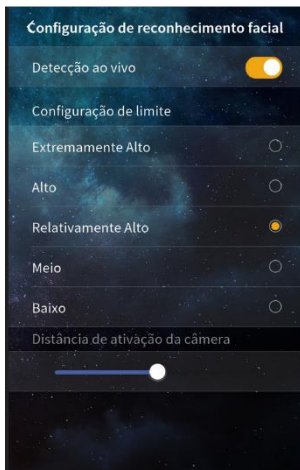 Configuração de reconhecimento facial
Detecção ao vivo
Configuração de limite
Extremamente Alto
Alto
Relativamente Alto
Meio
Baixo
Distância de ativação da câmera